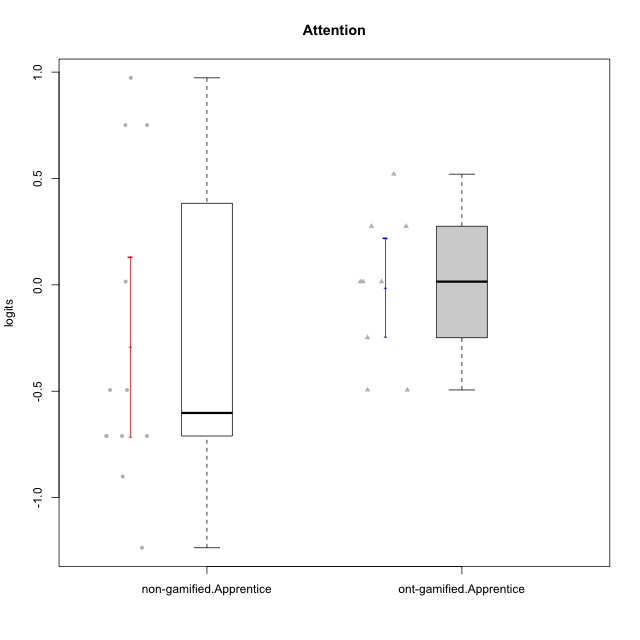 Attention
logits
1.0
0.5
0.0
-0.5
-1.0
non-gamified.Apprentice
ont-gamified.Apprentice